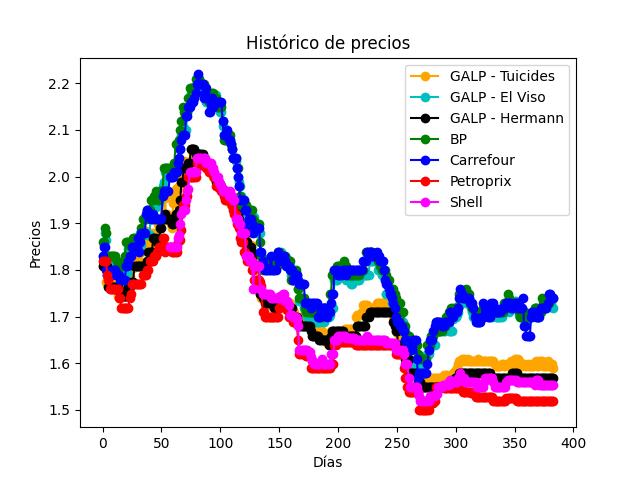 Histórico de precios
GALP - Tuicides
GALP - El Viso
GALP - Hermann
BP
Carrefour
Petroprix
Shell
Precios
2.2
2.1
2.0
1.9
1.8
1.7
1.6
1.5
0 50 100 150 200 250 300 350 400
Días